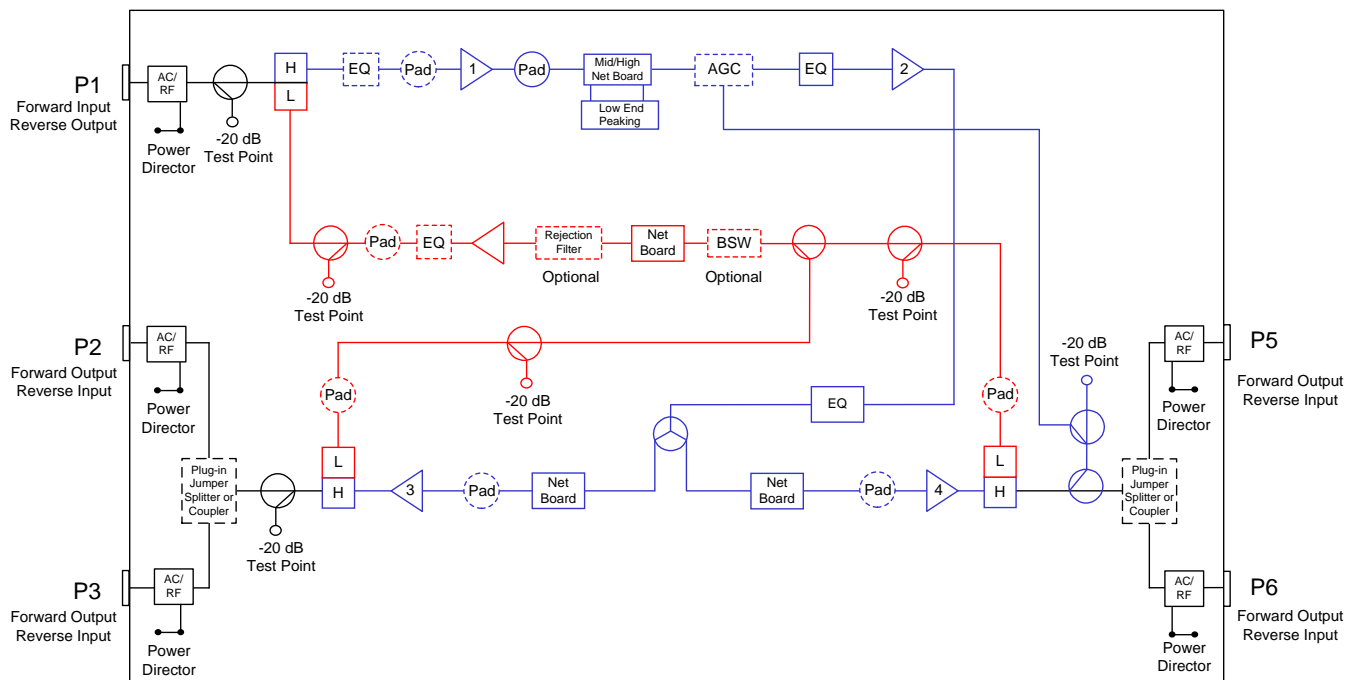 P1
Forward Input
Reverse Output
AC/
RF
Power
Director
-20 dB
Test Point
H
L
EQ
Pad
1
Pad
Mid/High
Net Board
Low End
Peaking
AGC
EQ
2
-20 dB
Test Point
Pad
EQ
Rejection
Filter
Optional
Net
Board
BSW
Optional
-20 dB
Test Point
P2
Forward Output
Reverse Input
AC/
RF
Power
Director
Pad
-20 dB
Test Point
EQ
Pad
-20 dB
Test Point
AC/
RF
Power
Director
P5
Forward Output
Reverse Input
Plug-in
Jumper
Splitter or
Coupler
-20 dB
Test Point
L
H
3
Pad
Net
Board
Net
Board
Pad
4
L
H
Plug-in
Jumper
Splitter or
Coupler
P3
Forward Output
Reverse Input
AC/
RF
Power
Director
AC/
RF
Power
Director
P6
Forward Output
Reverse Input